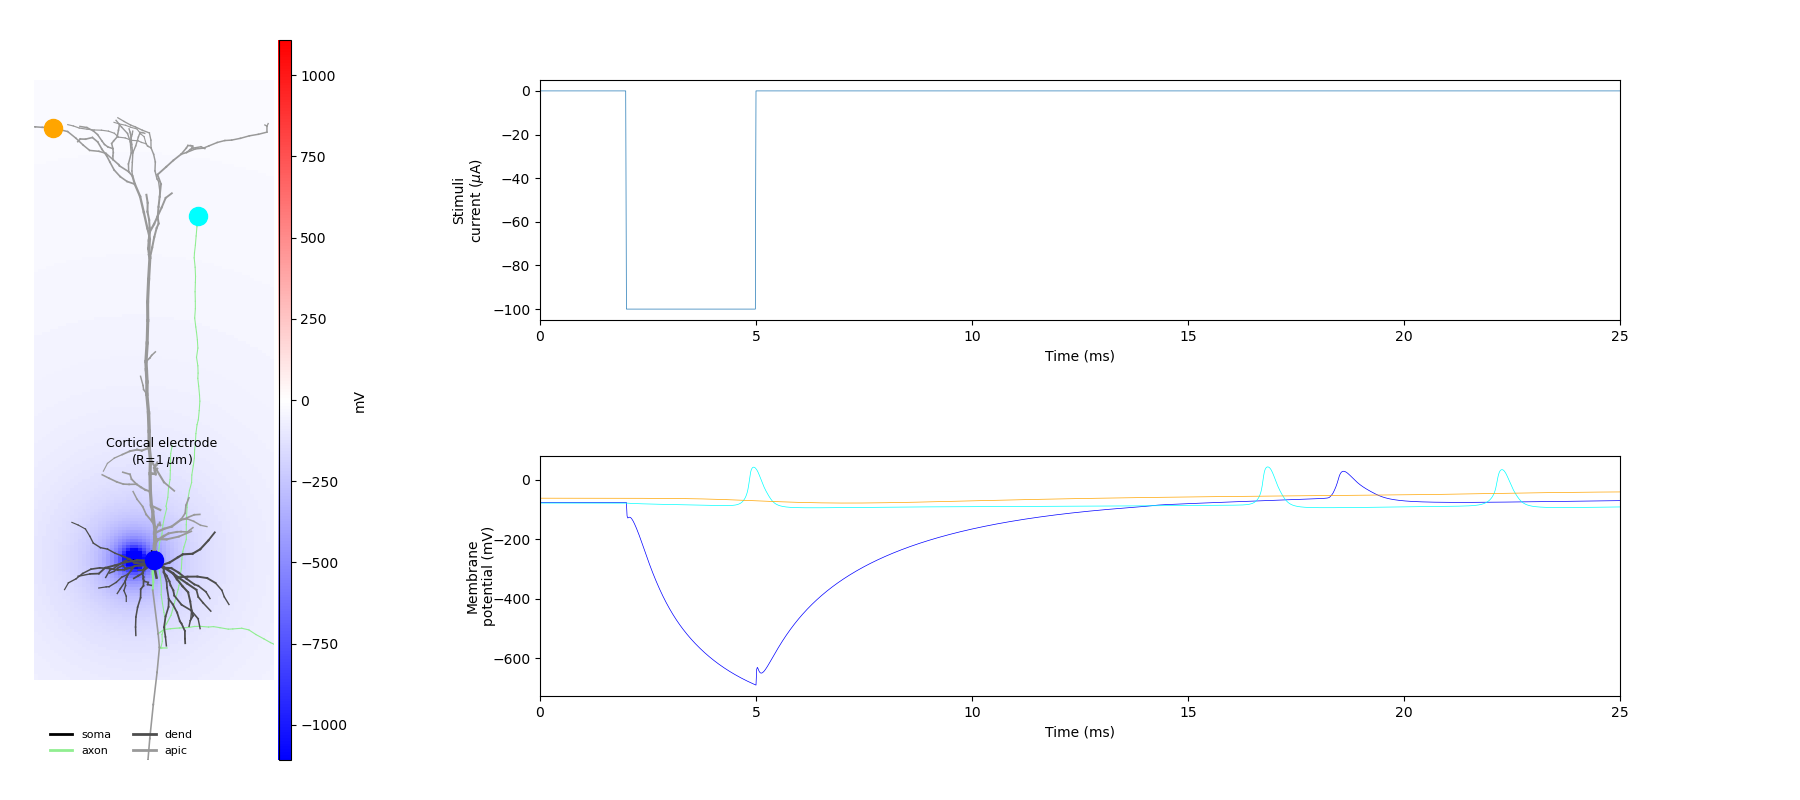 1000
750
500
250
0
−250
−500
−750
−1000
mV
Cortical electrode
(R=1 μm)
soma
axon
dend
apic
0
−20
−40
−60
−80
−100
Stimuli
current (μA)
0 5 10 15 20 25
Time (ms)
0
−200
−400
−600
Membrane
potential (mV)
0 5 10 15 20 25
Time (ms)